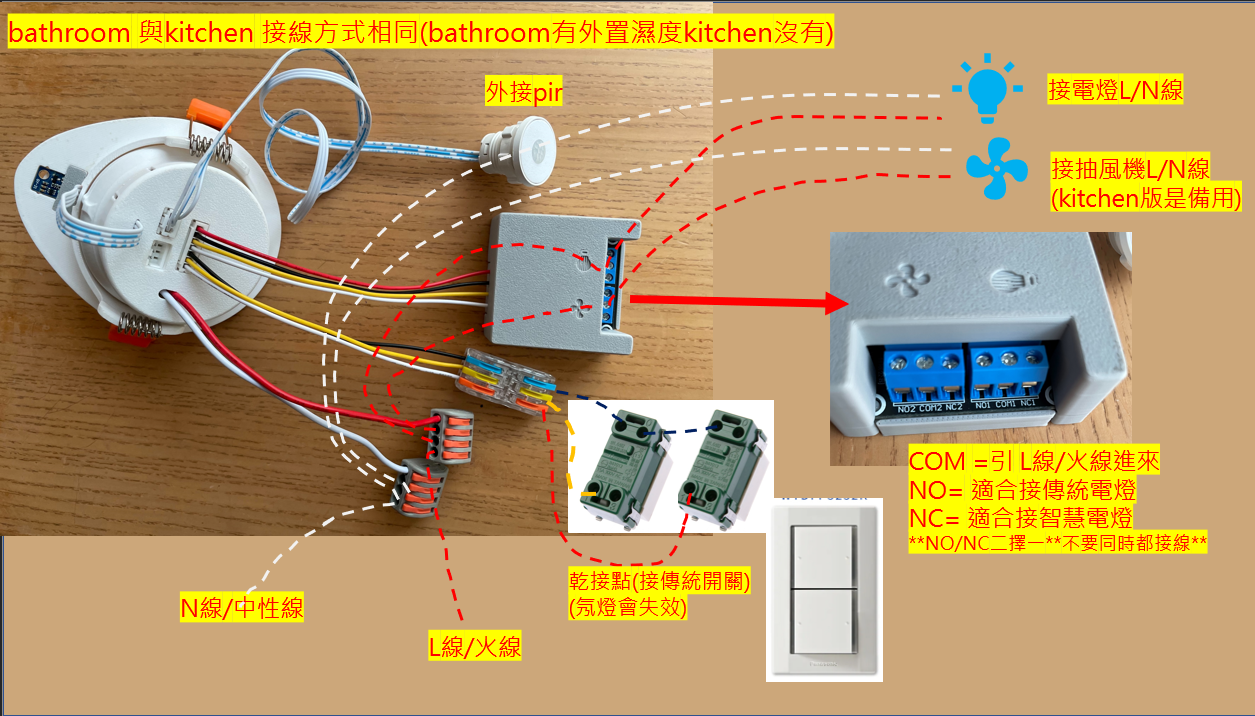 bathroom 與kitchen 接線方式相同(bathroom有外置濕度kitchen沒有)
外接pir
接電燈L/N線
接抽風機L/N線
(kitchen版是備用)
NO2 COM2 NC2 NO1 COM1 NC1
COM =引 L線/火線進來
NO= 適合接傳統電燈
NC= 適合接智慧電燈
**NO/NC二擇一**不要同時都接線**
乾接點(接傳統開關)
(氖燈會失效)
N線/中性線
L線/火線